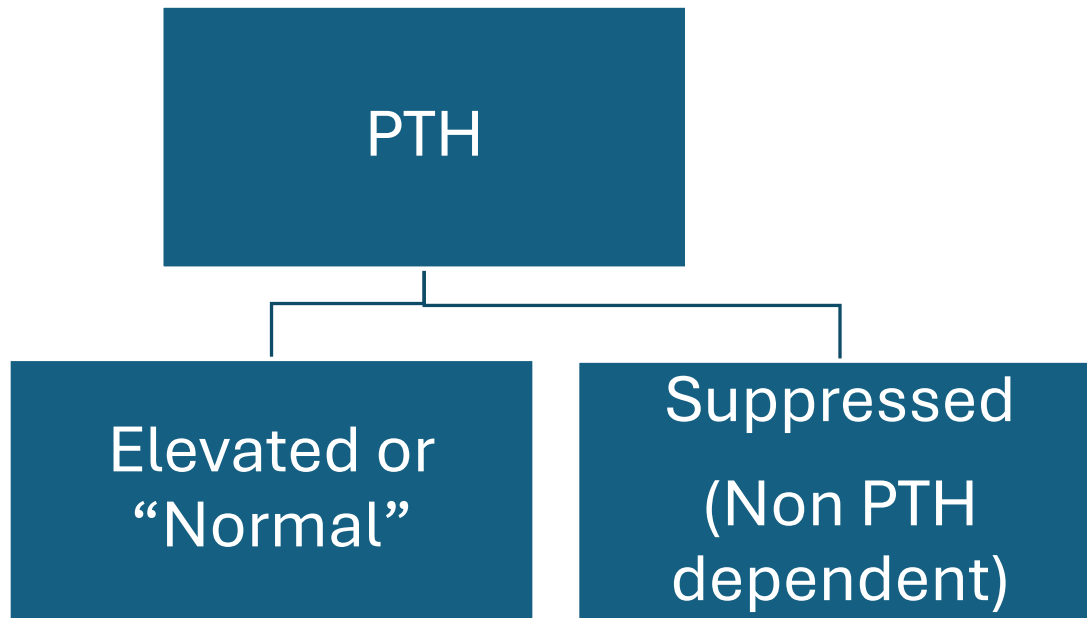 PTH
Elevated or
“Normal”
Suppressed
(Non PTH
dependent)